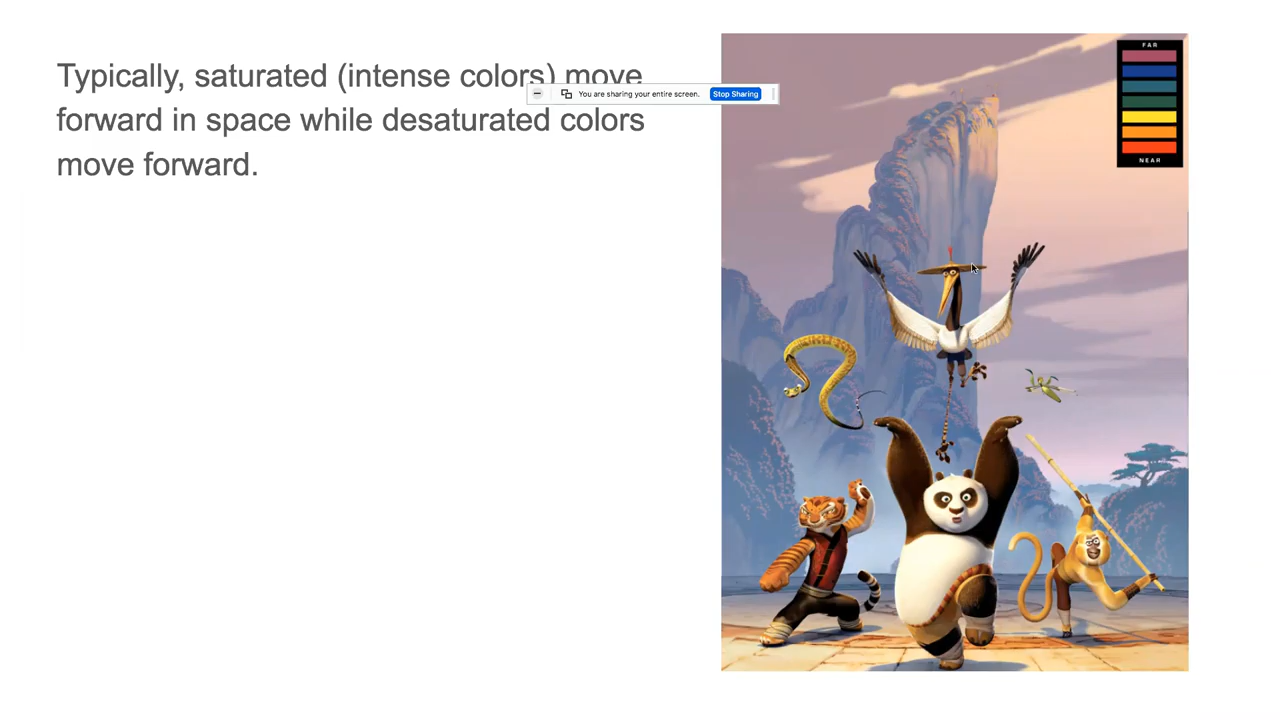 Typically, saturated (intense colors) move
You are sharing your entire screen. Stop Sharing
forward in space while desaturated colors
move forward.
FAR
NEAR